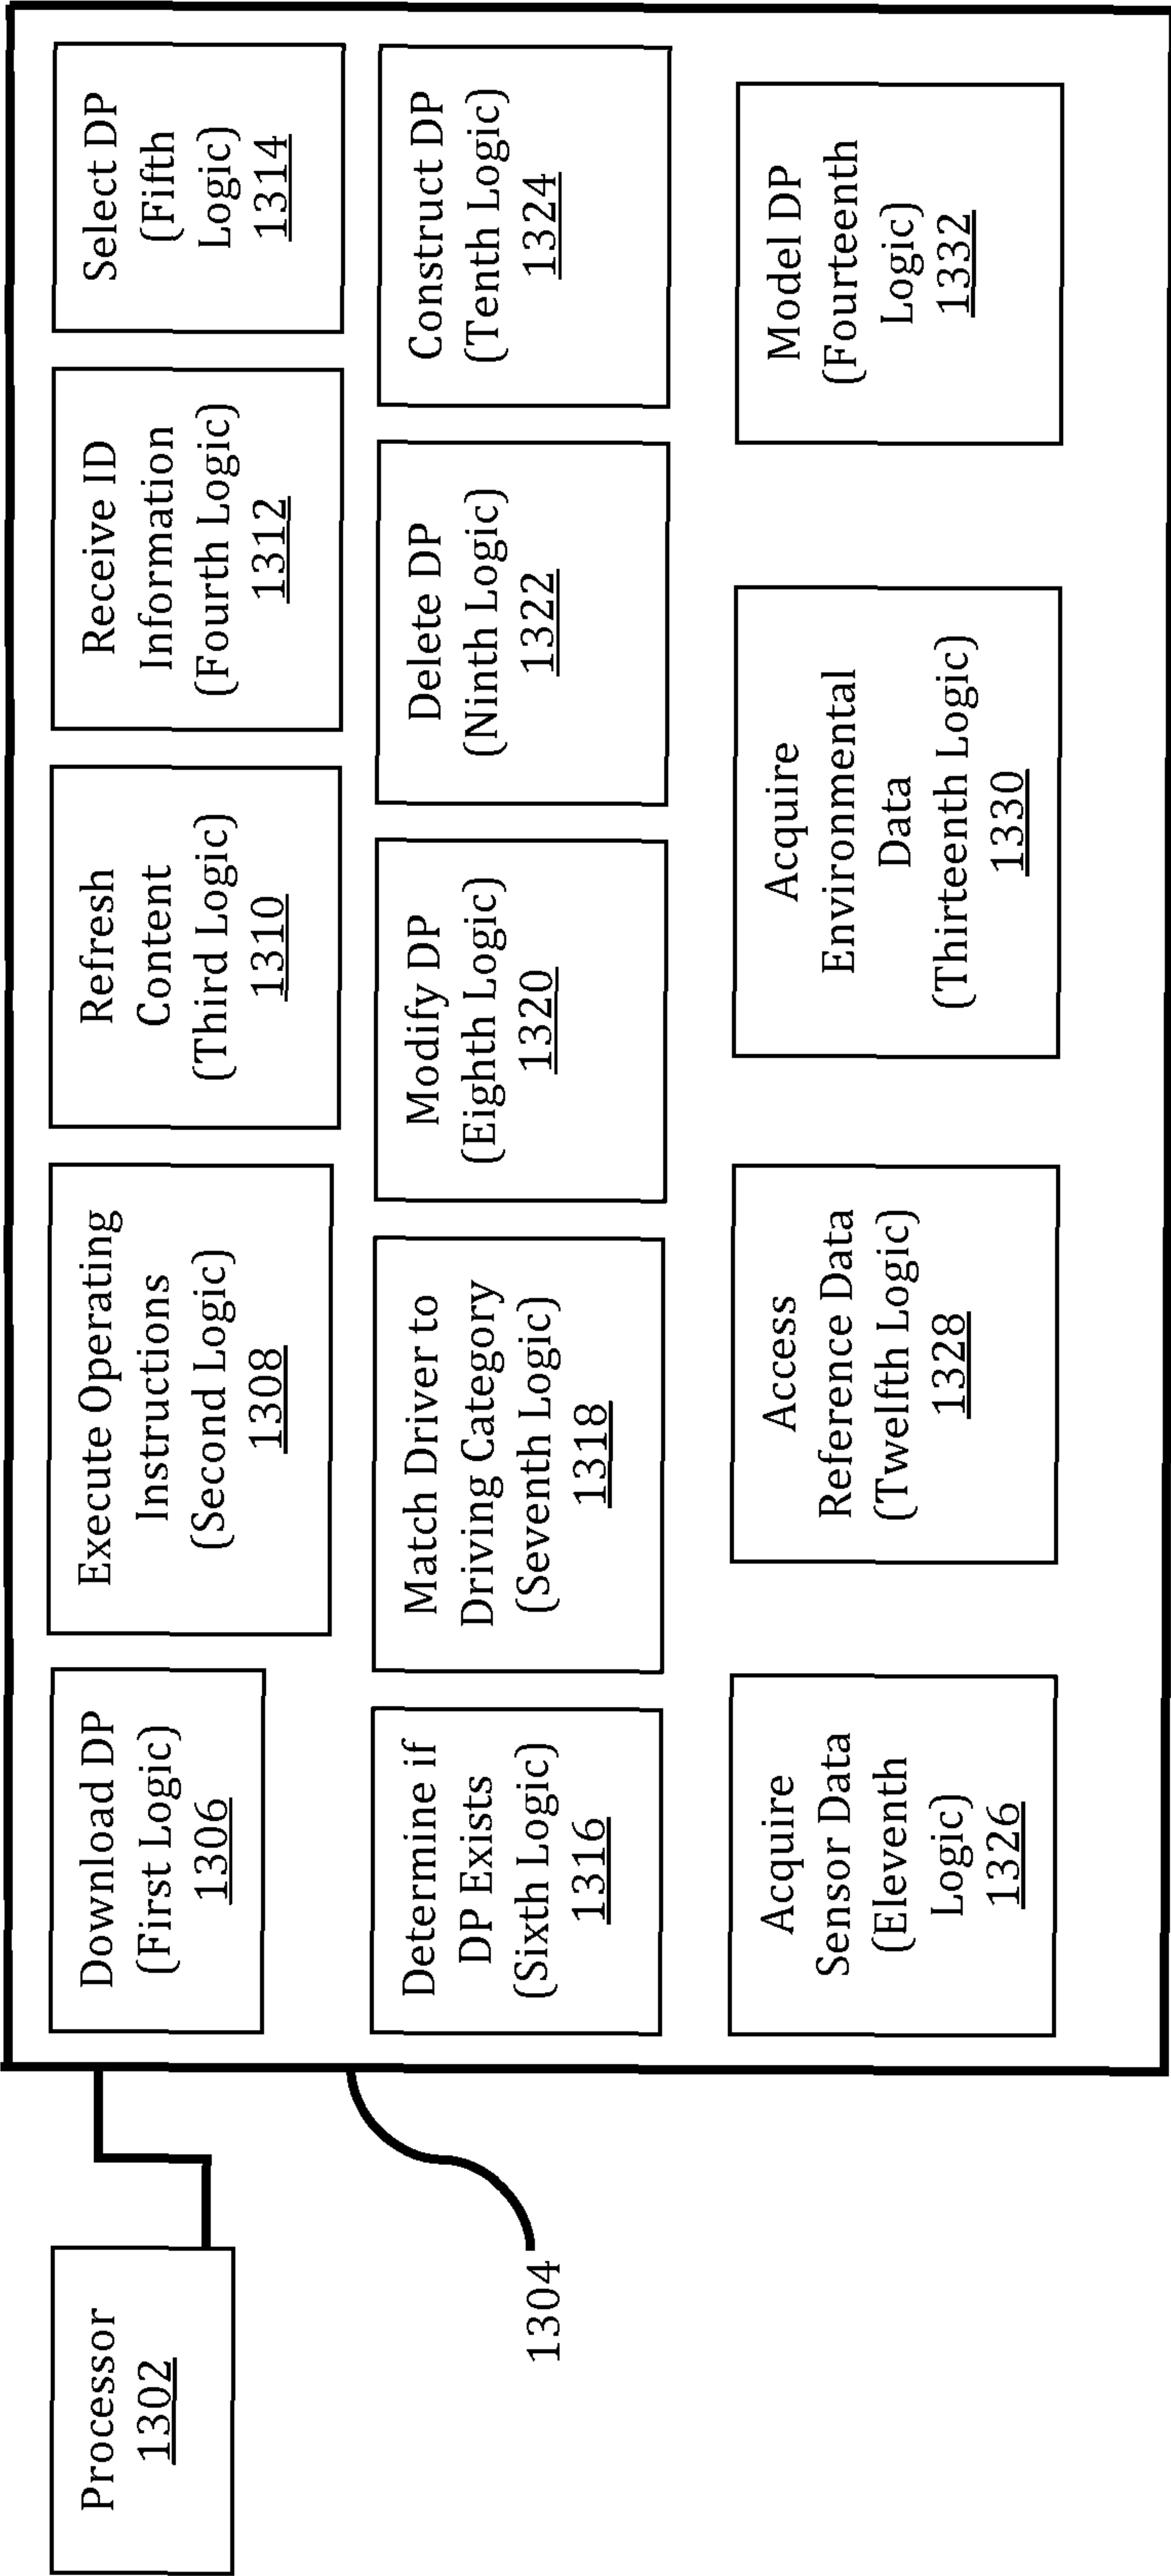 Processor
1302
1304
Download DP
(First Logic)
1306
Execute Operating
Instructions
(Second Logic)
1308
Refresh
Content
(Third Logic)
1310
Receive ID
Information
(Fourth Logic)
1312
Select DP
(Fifth
Logic)
1314
Determine if
DP Exists
(Sixth Logic)
1316
Match Driver to
Driving Category
(Seventh Logic)
1318
Modify DP
(Eighth Logic)
1320
Delete DP
(Ninth Logic)
1322
Construct DP
(Tenth Logic)
1324
Acquire
Sensor Data
(Eleventh
Logic)
1326
Access
Reference Data
(Twelfth Logic)
1328
Acquire
Environmental
Data
(Thirteenth Logic)
1330
Model DP
(Fourteenth
Logic)
1332